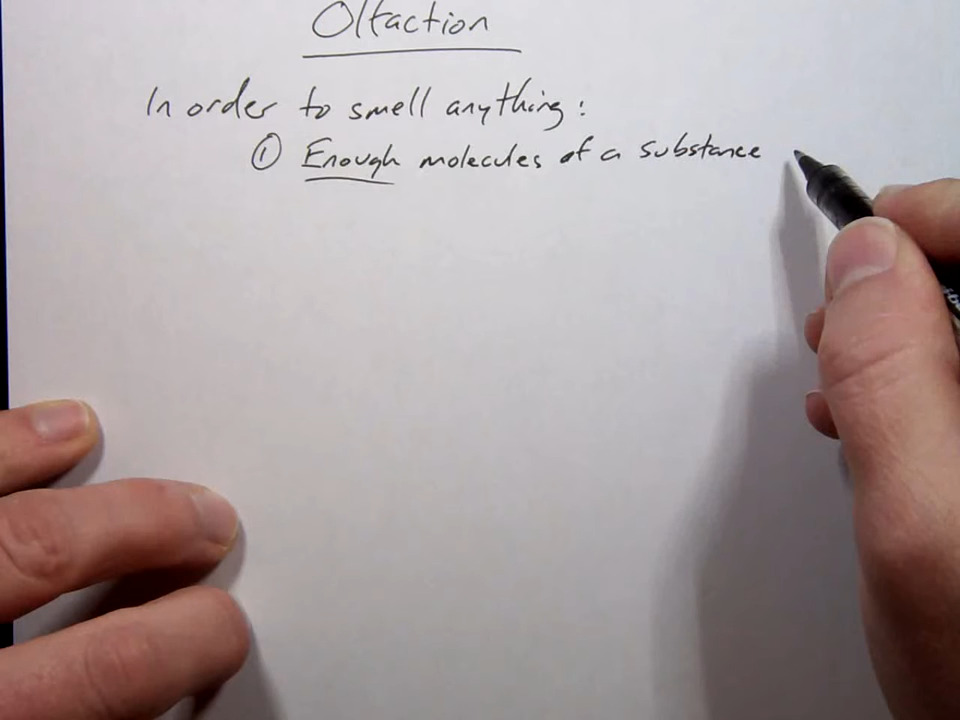 Olfaction
In order to smell anything:
① Enough molecules of a substance